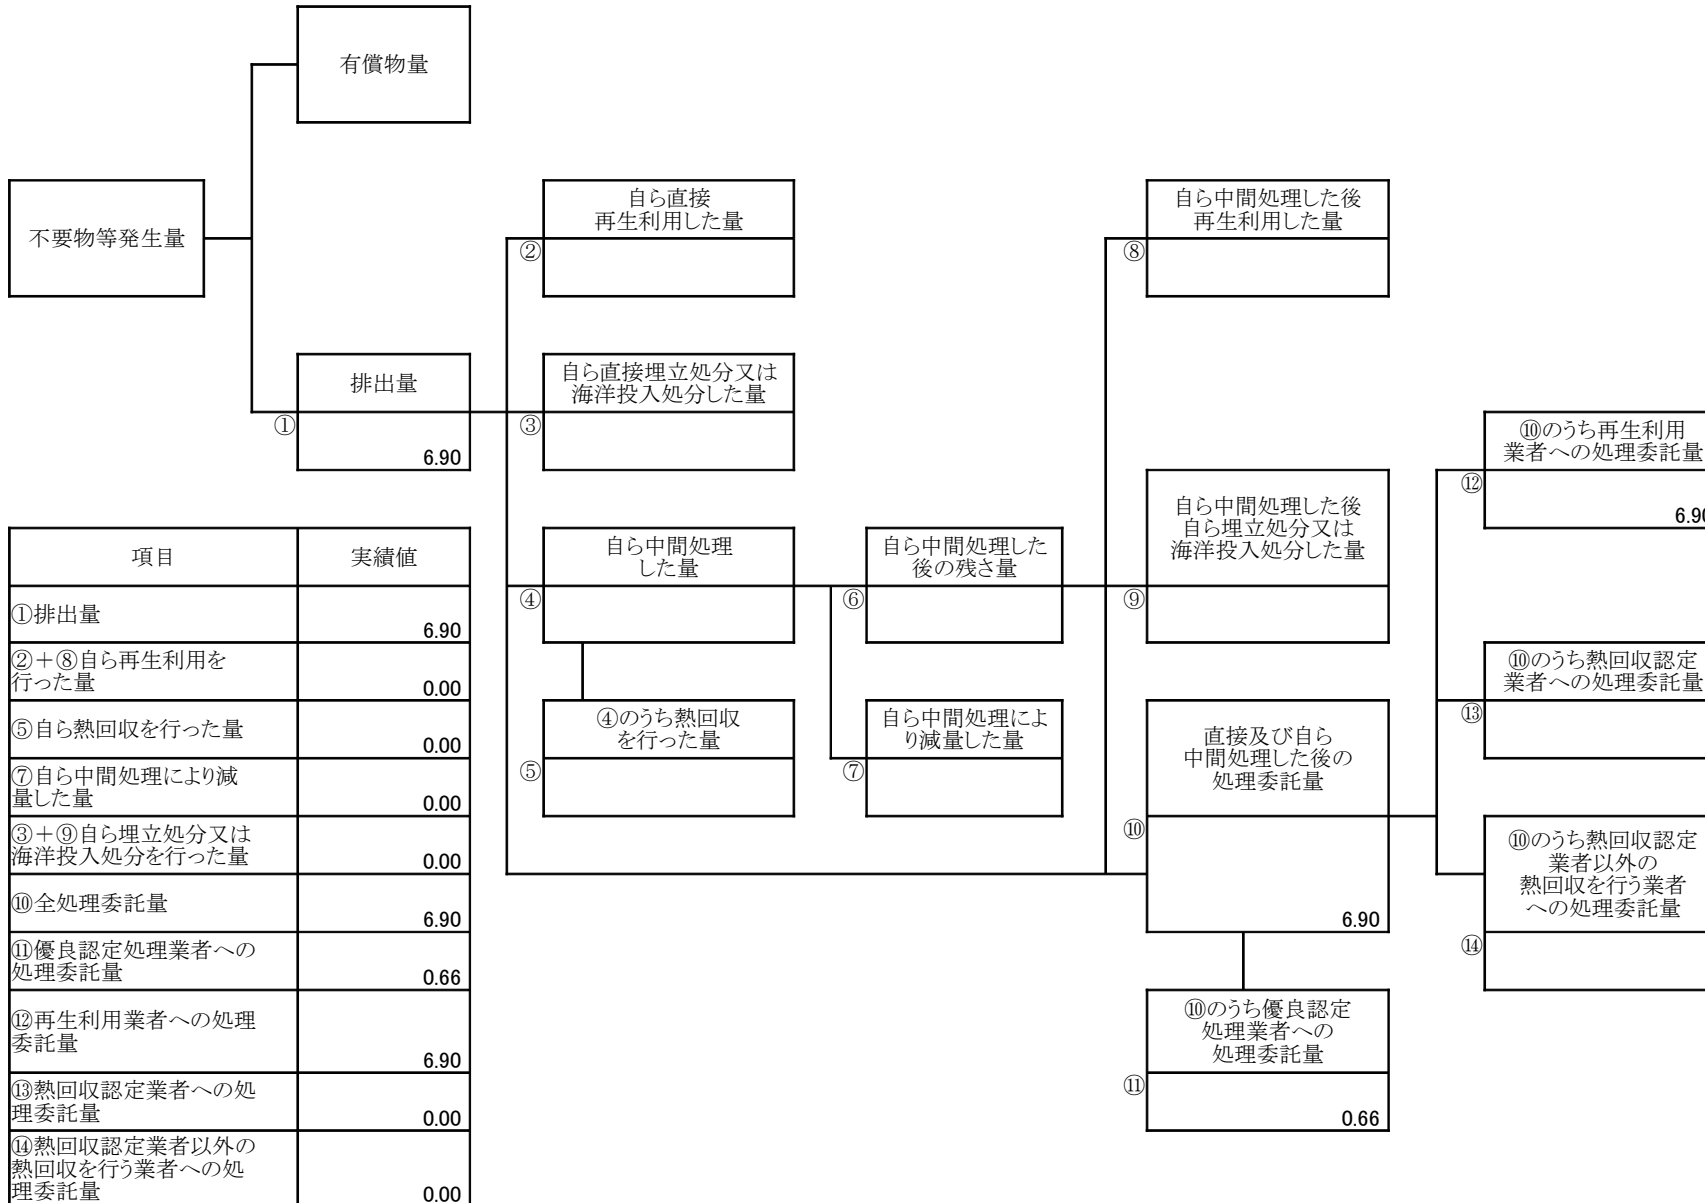 有償物量
不要物等発生量
自ら直接
再生利用した量
②
自ら中間処理した後
再生利用した量
⑧
排出量
①
6.90
自ら直接埋立処分又は
海洋投入処分した量
③
⑩のうち再生利用
業者への処理委託量
⑫
6.90
自ら中間処理
した量
④
自ら中間処理した
後の残さ量
⑥
自ら中間処理した後
自ら埋立処分又は
海洋投入処分した量
⑨
④のうち熱回収
を行った量
⑤
自ら中間処理によ
り減量した量
⑦
直接及び自ら
中間処理した後の
処理委託量
⑩
6.90
⑩のうち熱回収認定
業者への処理委託量
⑬
⑩のうち熱回収認定
業者以外の
熱回収を行う業者
への処理委託量
⑭
⑩のうち優良認定
処理業者への
処理委託量
⑪
0.66
項目 実績値
①排出量
6.90
②+⑧自ら再生利用を
行った量
0.00
⑤自ら熱回収を行った量
0.00
⑦自ら中間処理により減
量した量
0.00
③+⑨自ら埋立処分又は
海洋投入処分を行った量
0.00
⑩全処理委託量
6.90
⑪優良認定処理業者への
処理委託量
0.66
⑫再生利用業者への処理
委託量
6.90
⑬熱回収認定業者への処
理委託量
0.00
⑭熱回収認定業者以外の
熱回収を行う業者への処
理委託量
0.00